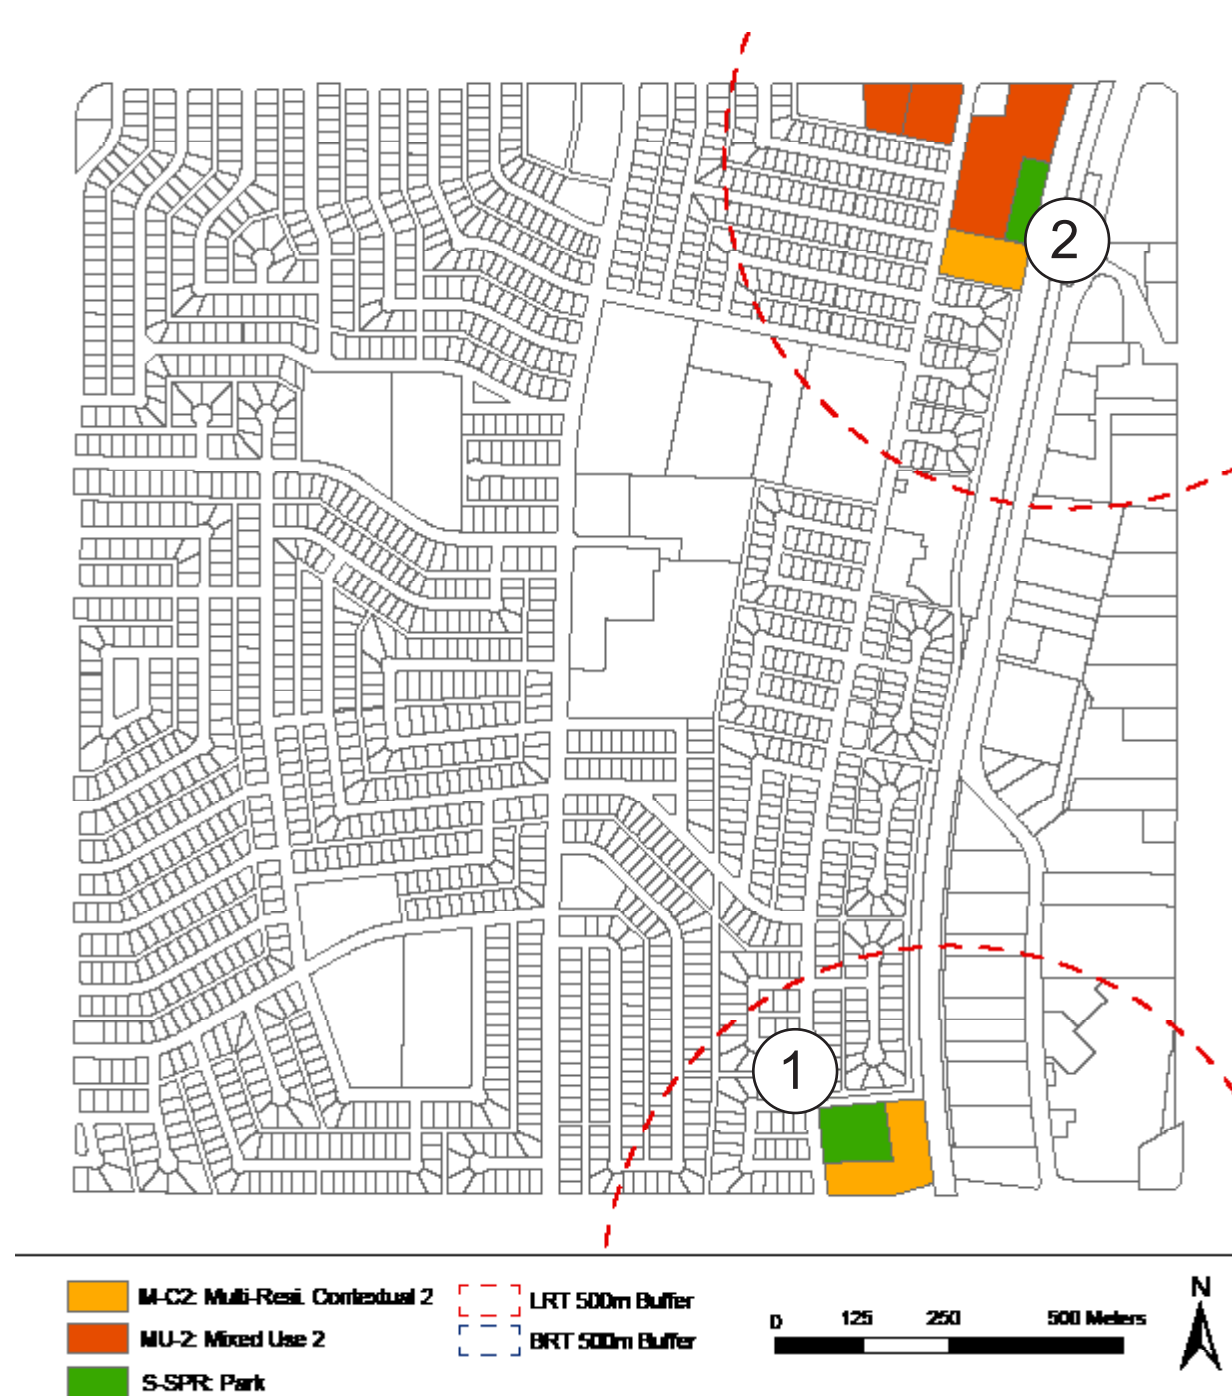 2
1
M-C2: Multi-Resi. Contextual 2
MU-2: Mixed Use 2
S-SPR: Park
LRT 500m Buffer
BRT 500m Buffer
0 125 250 500 Meters
N